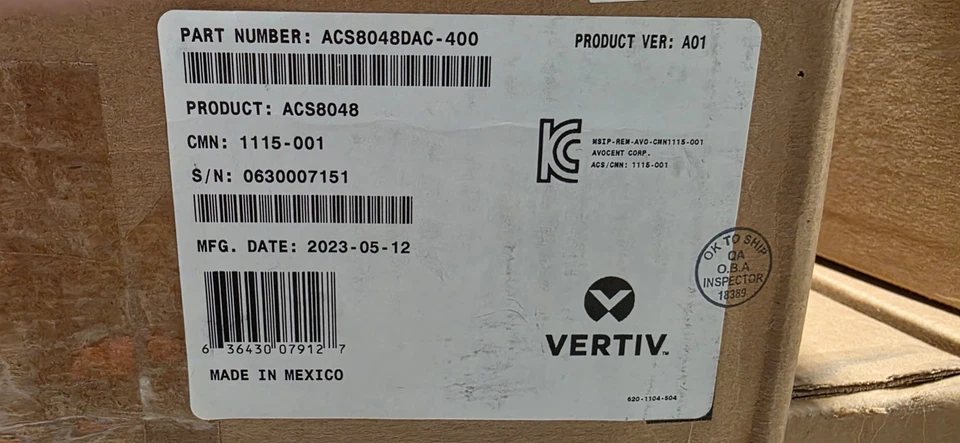 PART NUMBER: ACS8048DAC-400
PRODUCT VER: A01
PRODUCT: ACS8048
CMN: 1115-001
MSIP-REM-AVO-CMN1115-001
AVOCENT CORP.
ACS/CMN: 1115-001
S/N: 0630007151
MFG. DATE: 2023-05-12
OK TO SHIP
QA
O.B.A.
INSPECTOR
18389
6 36430 07912 7
VERTIV™
MADE IN MEXICO
620-1104-504